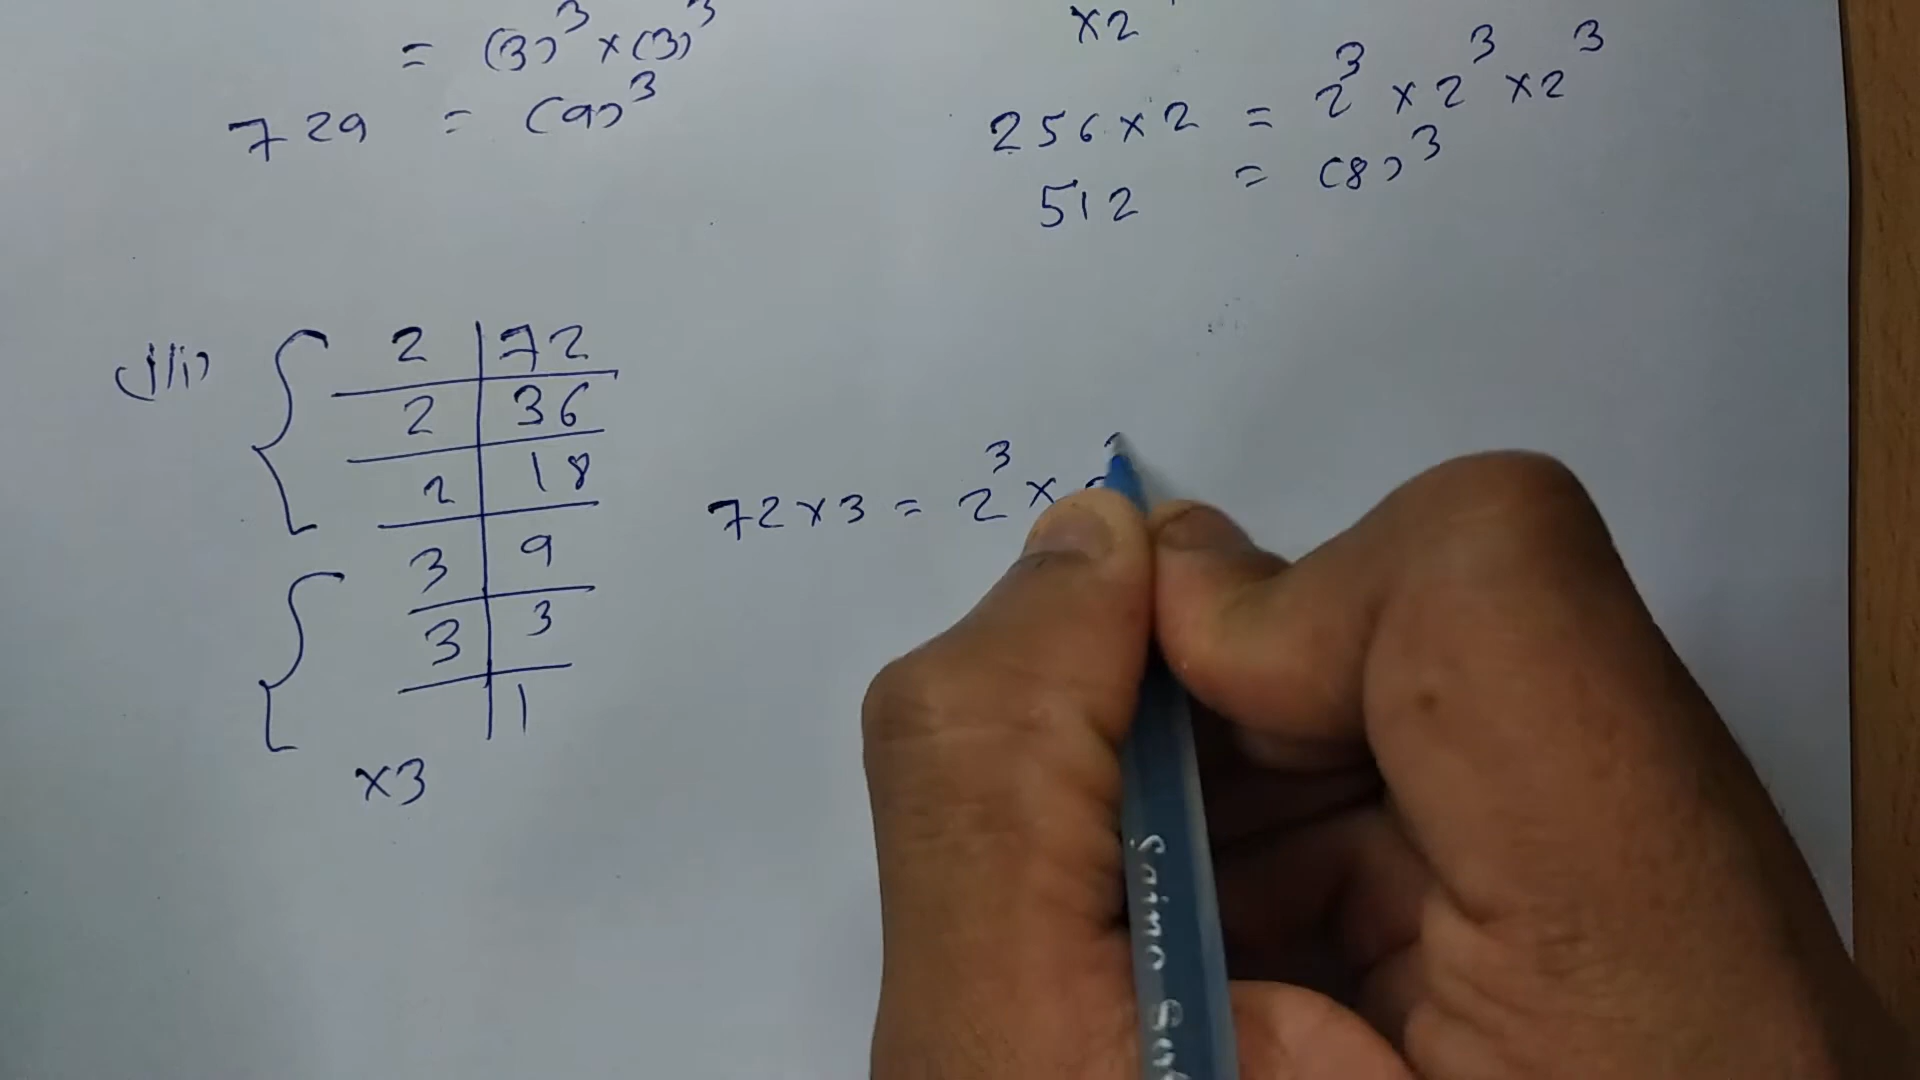 = (3)³ × (3)³
729 = (9)³
×2
256 × 2 = 2³ × 2³ × 2³
512 = (8)³
(iii)
2 | 72
2 | 36
2 | 18
3 | 9
3 | 3
1
×3
72 × 3 = 2³ ×